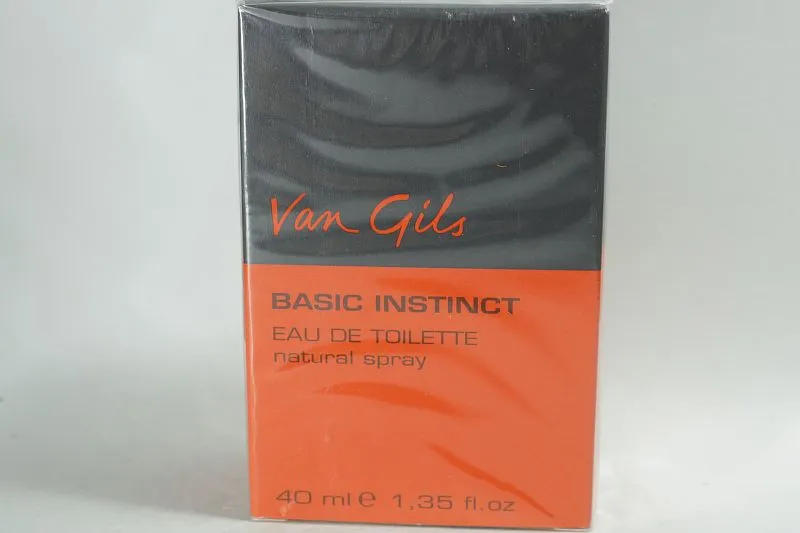 Van Gils
BASIC INSTINCT
EAU DE TOILETTE
natural spray
40 ml e 1,35 fl.oz